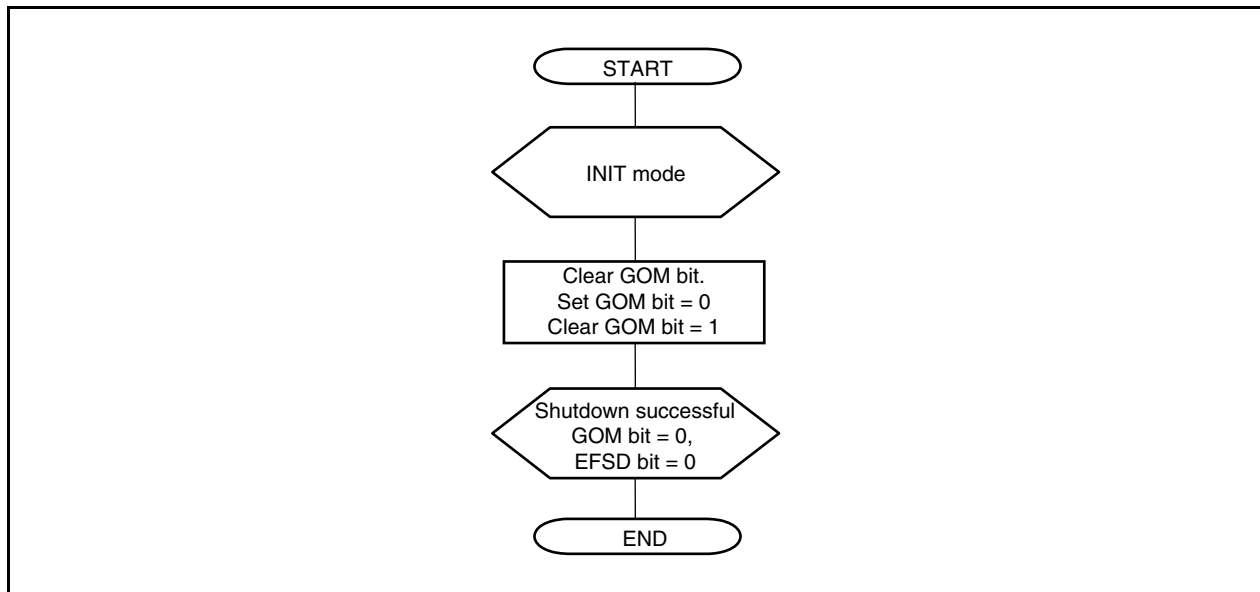 START
INIT mode
Clear GOM bit.
Set GOM bit = 0
Clear GOM bit = 1
Shutdown successful
GOM bit = 0,
EFSD bit = 0
END